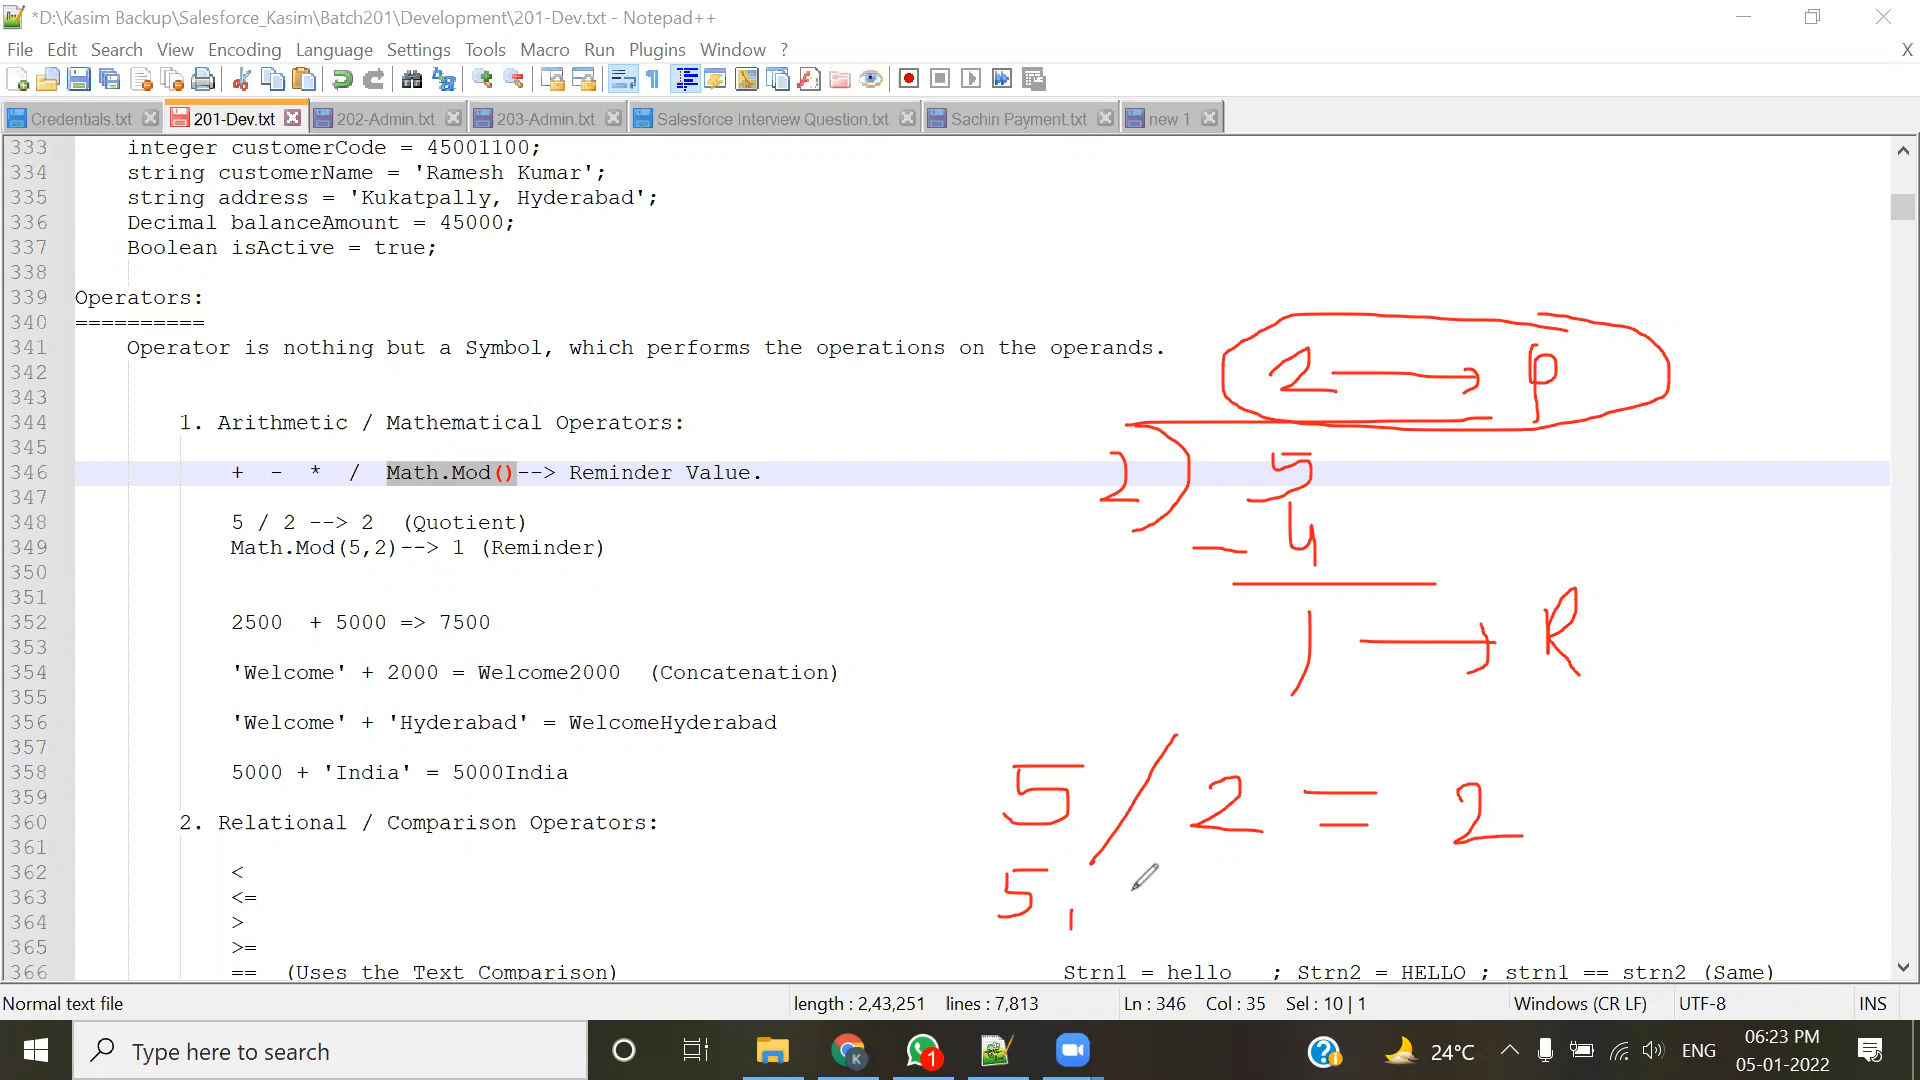 *D:\Kasim Backup\Salesforce_Kasim\Batch201\Development\201-Dev.txt - Notepad++
File Edit Search View Encoding Language Settings Tools Macro Run Plugins Window ? X
Credentials.txt 201-Dev.txt 202-Admin.txt 203-Admin.txt Salesforce Interview Question.txt Sachin Payment.txt new 1
333 integer customerCode = 45001100;
334 string customerName = 'Ramesh Kumar';
335 string address = 'Kukatpally, Hyderabad';
336 Decimal balanceAmount = 45000;
337 Boolean isActive = true;
338
339 Operators:
340 ==========
341 Operator is nothing but a Symbol, which performs the operations on the operands.
342
2 P
343
344 1. Arithmetic / Mathematical Operators:
345
346 + - * / Math.Mod()--> Reminder Value.
2 5
347
348 5 / 2 --> 2 (Quotient)
349 Math.Mod(5,2)--> 1 (Reminder)
- 4
350
351
352 2500 + 5000 => 7500
1 R
353
354 'Welcome' + 2000 = Welcome2000 (Concatenation)
355
356 'Welcome' + 'Hyderabad' = WelcomeHyderabad
357
358 5000 + 'India' = 5000India
359
5 / 2 = 2
360 2. Relational / Comparison Operators:
361
362 <
363 <=
5,
364 >
365 >=
366 == (Uses the Text Comparison) Strn1 = hello ; Strn2 = HELLO ; strn1 == strn2 (Same)
Normal text file length : 2,43,251 lines : 7,813 Ln : 346 Col : 35 Sel : 10 | 1 Windows (CR LF) UTF-8 INS
Type here to search K 1 24°C ENG 06:23 PM
05-01-2022